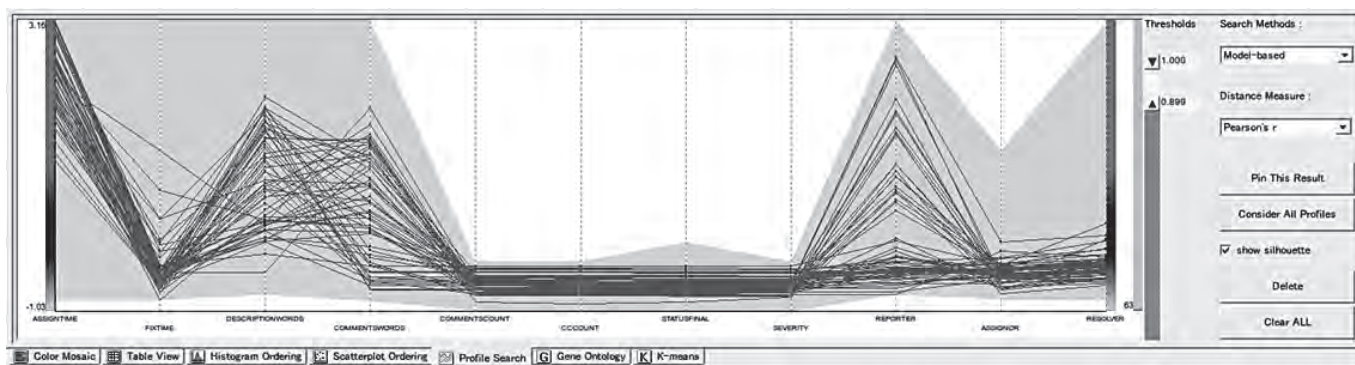 3.16
-1.03
ASSIGNTIME
FIXTIME
DESCRIPTIONWORDS
COMMENTSWORDS
COMMENTSCOUNT
CCCOUNT
STATUSFINAL
SEVERITY
REPORTER
ASSIGNOR
RESOLVER
63
Thresholds
1.000
0.899
Search Methods :
Model-based
Distance Measure :
Pearson's r
Pin This Result
Consider All Profiles
show silhouette
Delete
Clear ALL
Color Mosaic Table View Histogram Ordering Scatterplot Ordering Profile Search G Gene Ontology K K-means